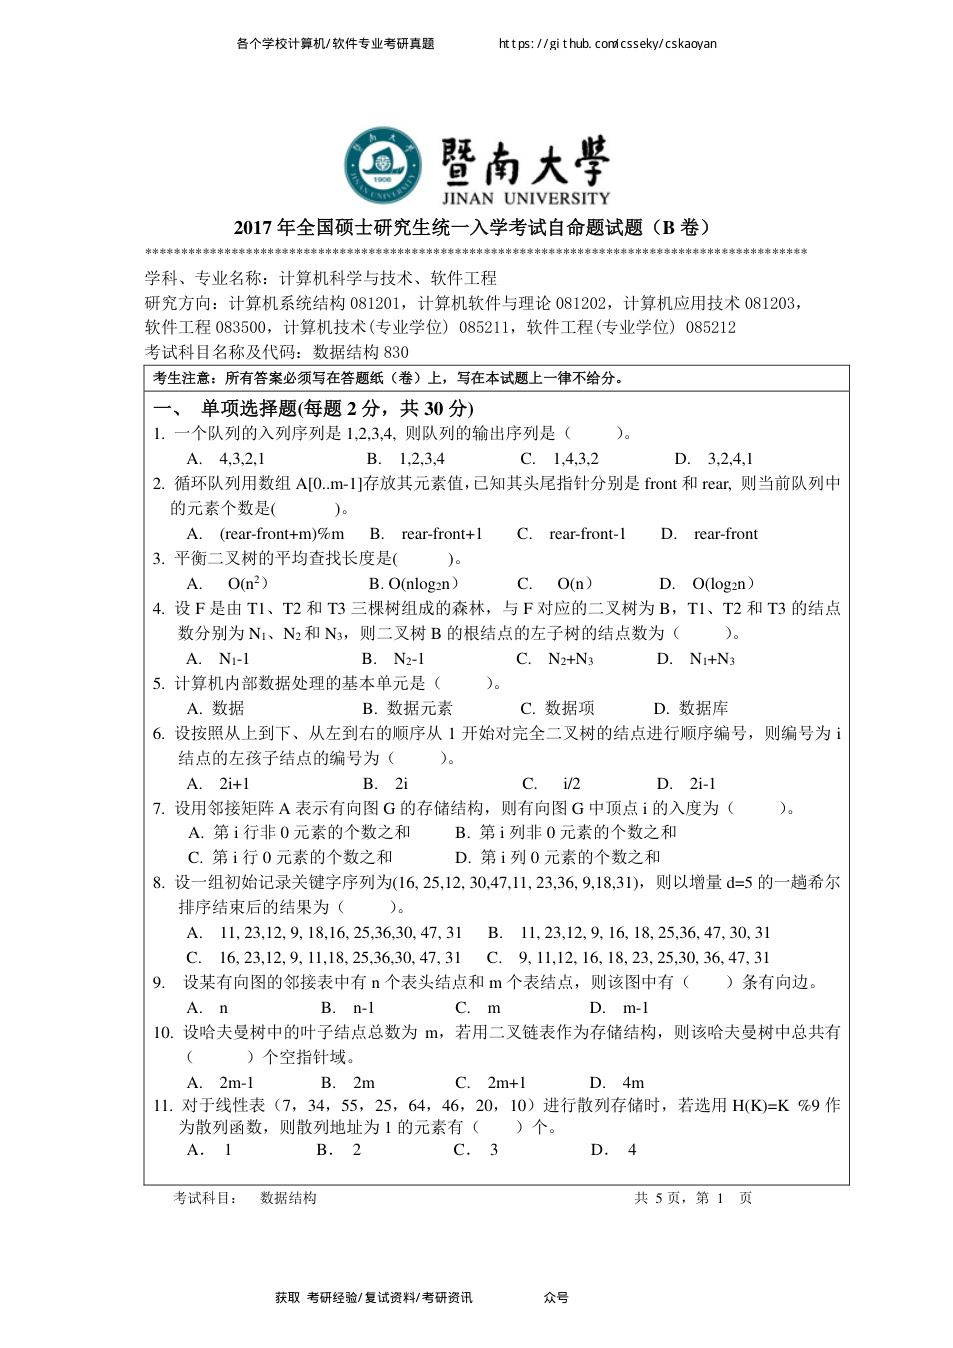 各个学校计算机/软件专业考研真题 https://github.com/csseky/cskaoyan
暨南大学
JINAN UNIVERSITY
暨南大学
1906
JINAN UNIVERSITY
2017 年全国硕士研究生统一入学考试自命题试题（B 卷）
********************************************************************************************
学科、专业名称：计算机科学与技术、软件工程
研究方向：计算机系统结构 081201，计算机软件与理论 081202，计算机应用技术 081203，
软件工程 083500，计算机技术(专业学位) 085211，软件工程(专业学位) 085212
考试科目名称及代码：数据结构 830
考生注意：所有答案必须写在答题纸（卷）上，写在本试题上一律不给分。
一、 单项选择题(每题 2 分，共 30 分)
1. 一个队列的入列序列是 1,2,3,4, 则队列的输出序列是（ ）。
A. 4,3,2,1 B. 1,2,3,4 C. 1,4,3,2 D. 3,2,4,1
2. 循环队列用数组 A[0..m-1]存放其元素值,已知其头尾指针分别是 front 和 rear, 则当前队列中
的元素个数是( )。
A. (rear-front+m)%m B. rear-front+1 C. rear-front-1 D. rear-front
3. 平衡二叉树的平均查找长度是( )。
A. O(n²） B. O(nlog₂n） C. O(n） D. O(log₂n）
4. 设 F 是由 T1、T2 和 T3 三棵树组成的森林，与 F 对应的二叉树为 B，T1、T2 和 T3 的结点
数分别为 N₁、N₂ 和 N₃，则二叉树 B 的根结点的左子树的结点数为（ ）。
A. N₁-1 B. N₂-1 C. N₂+N₃ D. N₁+N₃
5. 计算机内部数据处理的基本单元是（ ）。
A. 数据 B. 数据元素 C. 数据项 D. 数据库
6. 设按照从上到下、从左到右的顺序从 1 开始对完全二叉树的结点进行顺序编号，则编号为 i
结点的左孩子结点的编号为（ ）。
A. 2i+1 B. 2i C. i/2 D. 2i-1
7. 设用邻接矩阵 A 表示有向图 G 的存储结构，则有向图 G 中顶点 i 的入度为（ ）。
A. 第 i 行非 0 元素的个数之和 B. 第 i 列非 0 元素的个数之和
C. 第 i 行 0 元素的个数之和 D. 第 i 列 0 元素的个数之和
8. 设一组初始记录关键字序列为(16, 25,12, 30,47,11, 23,36, 9,18,31)，则以增量 d=5 的一趟希尔
排序结束后的结果为（ ）。
A. 11, 23,12, 9, 18,16, 25,36,30, 47, 31 B. 11, 23,12, 9, 16, 18, 25,36, 47, 30, 31
C. 16, 23,12, 9, 11,18, 25,36,30, 47, 31 C. 9, 11,12, 16, 18, 23, 25,30, 36, 47, 31
9. 设某有向图的邻接表中有 n 个表头结点和 m 个表结点，则该图中有（ ）条有向边。
A. n B. n-1 C. m D. m-1
10. 设哈夫曼树中的叶子结点总数为 m，若用二叉链表作为存储结构，则该哈夫曼树中总共有
（ ）个空指针域。
A. 2m-1 B. 2m C. 2m+1 D. 4m
11. 对于线性表（7，34，55，25，64，46，20，10）进行散列存储时，若选用 H(K)=K %9 作
为散列函数，则散列地址为 1 的元素有（ ）个。
A． 1 B． 2 C． 3 D． 4
考试科目： 数据结构 共 5 页，第 1 页
获取 考研经验/复试资料/考研资讯 众号